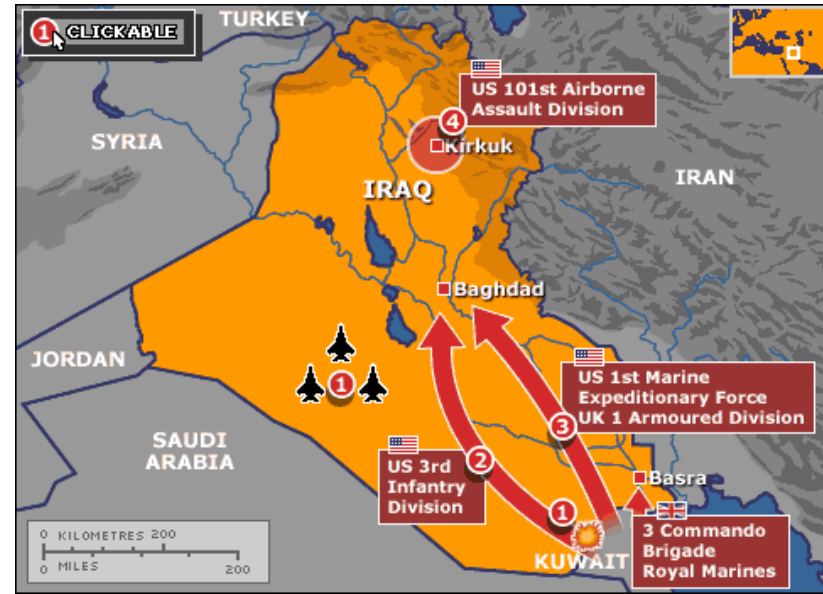 1 CLICKABLE
TURKEY
US 101st Airborne
Assault Division
4
SYRIA
Kirkuk
IRAN
IRAQ
Baghdad
JORDAN
1
US 1st Marine
Expeditionary Force
UK 1 Armoured Division
3
SAUDI
ARABIA
US 3rd
Infantry
Division
2
Basra
1
3 Commando
Brigade
Royal Marines
KUWAIT
0 KILOMETRES 200
0 MILES 200